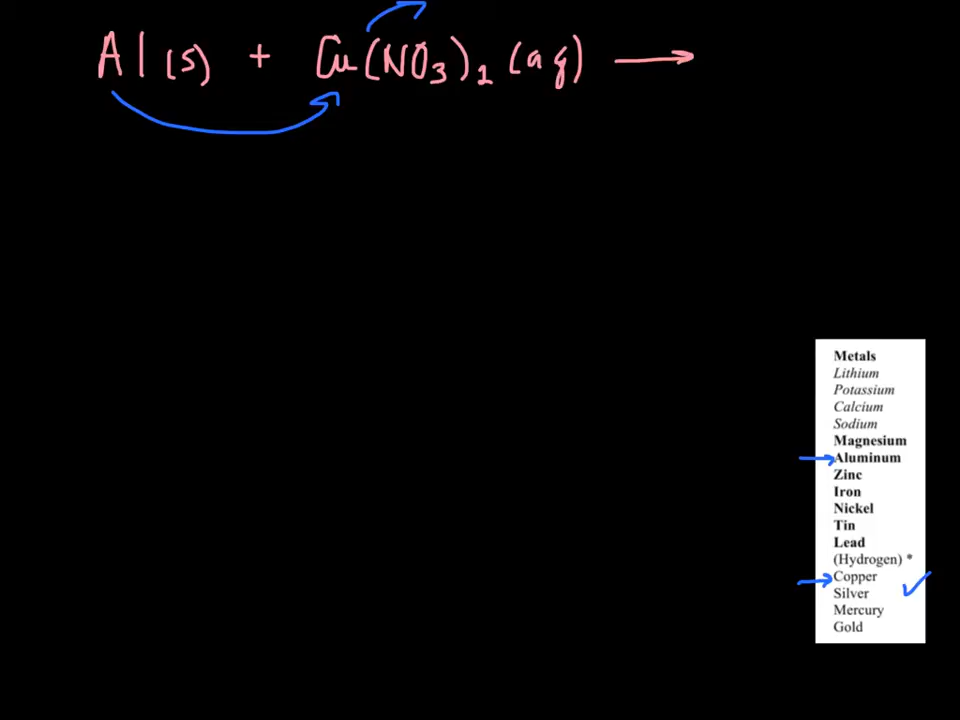 Al (s) + Cu(NO₃)₂ (aq) ⟶
Metals
Lithium
Potassium
Calcium
Sodium
Magnesium
Aluminum
Zinc
Iron
Nickel
Tin
Lead
(Hydrogen) *
Copper
Silver
Mercury
Gold